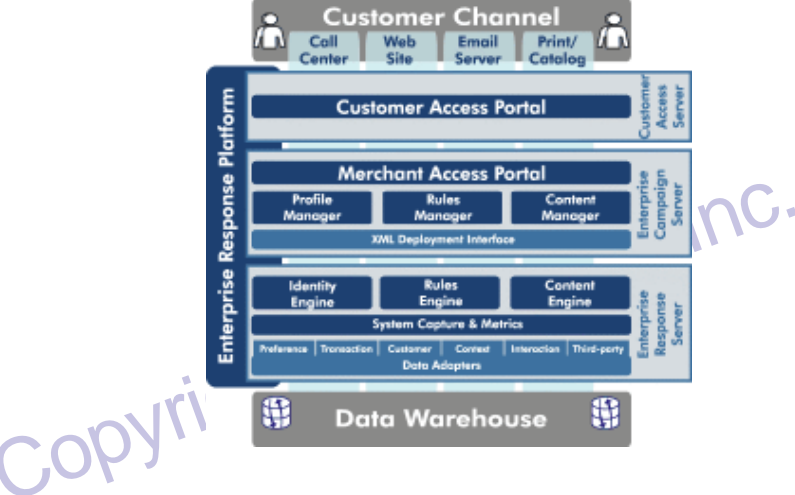 Customer Channel
Call Center
Web Site
Email Server
Print/ Catalog
Enterprise Response Platform
Customer Access Portal
Customer Access Server
Merchant Access Portal
Profile Manager
Rules Manager
Content Manager
XML Deployment Interface
Enterprise Campaign Server
Identity Engine
Rules Engine
Content Engine
System Capture & Metrics
Preference Transaction Customer Context Interaction Third-party
Data Adapters
Enterprise Response Server
Data Warehouse
Copyri
Inc.